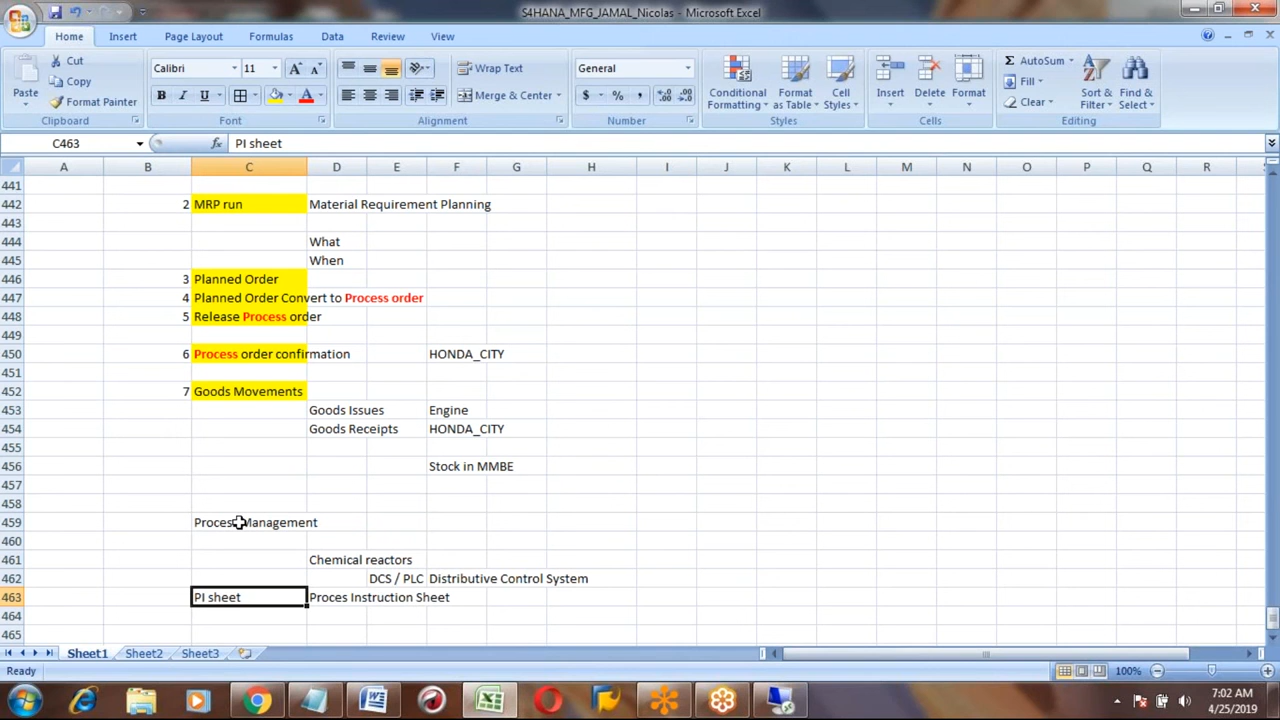 S4HANA_MFG_JAMAL_Nicolas - Microsoft Excel
Home Insert Page Layout Formulas Data Review View
Paste Cut Copy Format Painter Clipboard
Calibri 11 Font
Wrap Text Merge & Center Alignment
General Number
Conditional Formatting Format as Table Cell Styles Styles
Insert Delete Format Cells
AutoSum Fill Clear Sort & Filter Find & Select Editing
C463 fx PI sheet
A B C D E F G H I J K L M N O P Q R
441
442 2 MRP run Material Requirement Planning
443
444 What
445 When
446 3 Planned Order
447 4 Planned Order Convert to Process order
448 5 Release Process order
449
450 6 Process order confirmation HONDA_CITY
451
452 7 Goods Movements
453 Goods Issues Engine
454 Goods Receipts HONDA_CITY
455
456 Stock in MMBE
457
458
459 Proces Management
460
461 Chemical reactors
462 DCS / PLC Distributive Control System
463 PI sheet Proces Instruction Sheet
464
465
Sheet1 Sheet2 Sheet3
Ready 100%
7:02 AM
4/25/2019